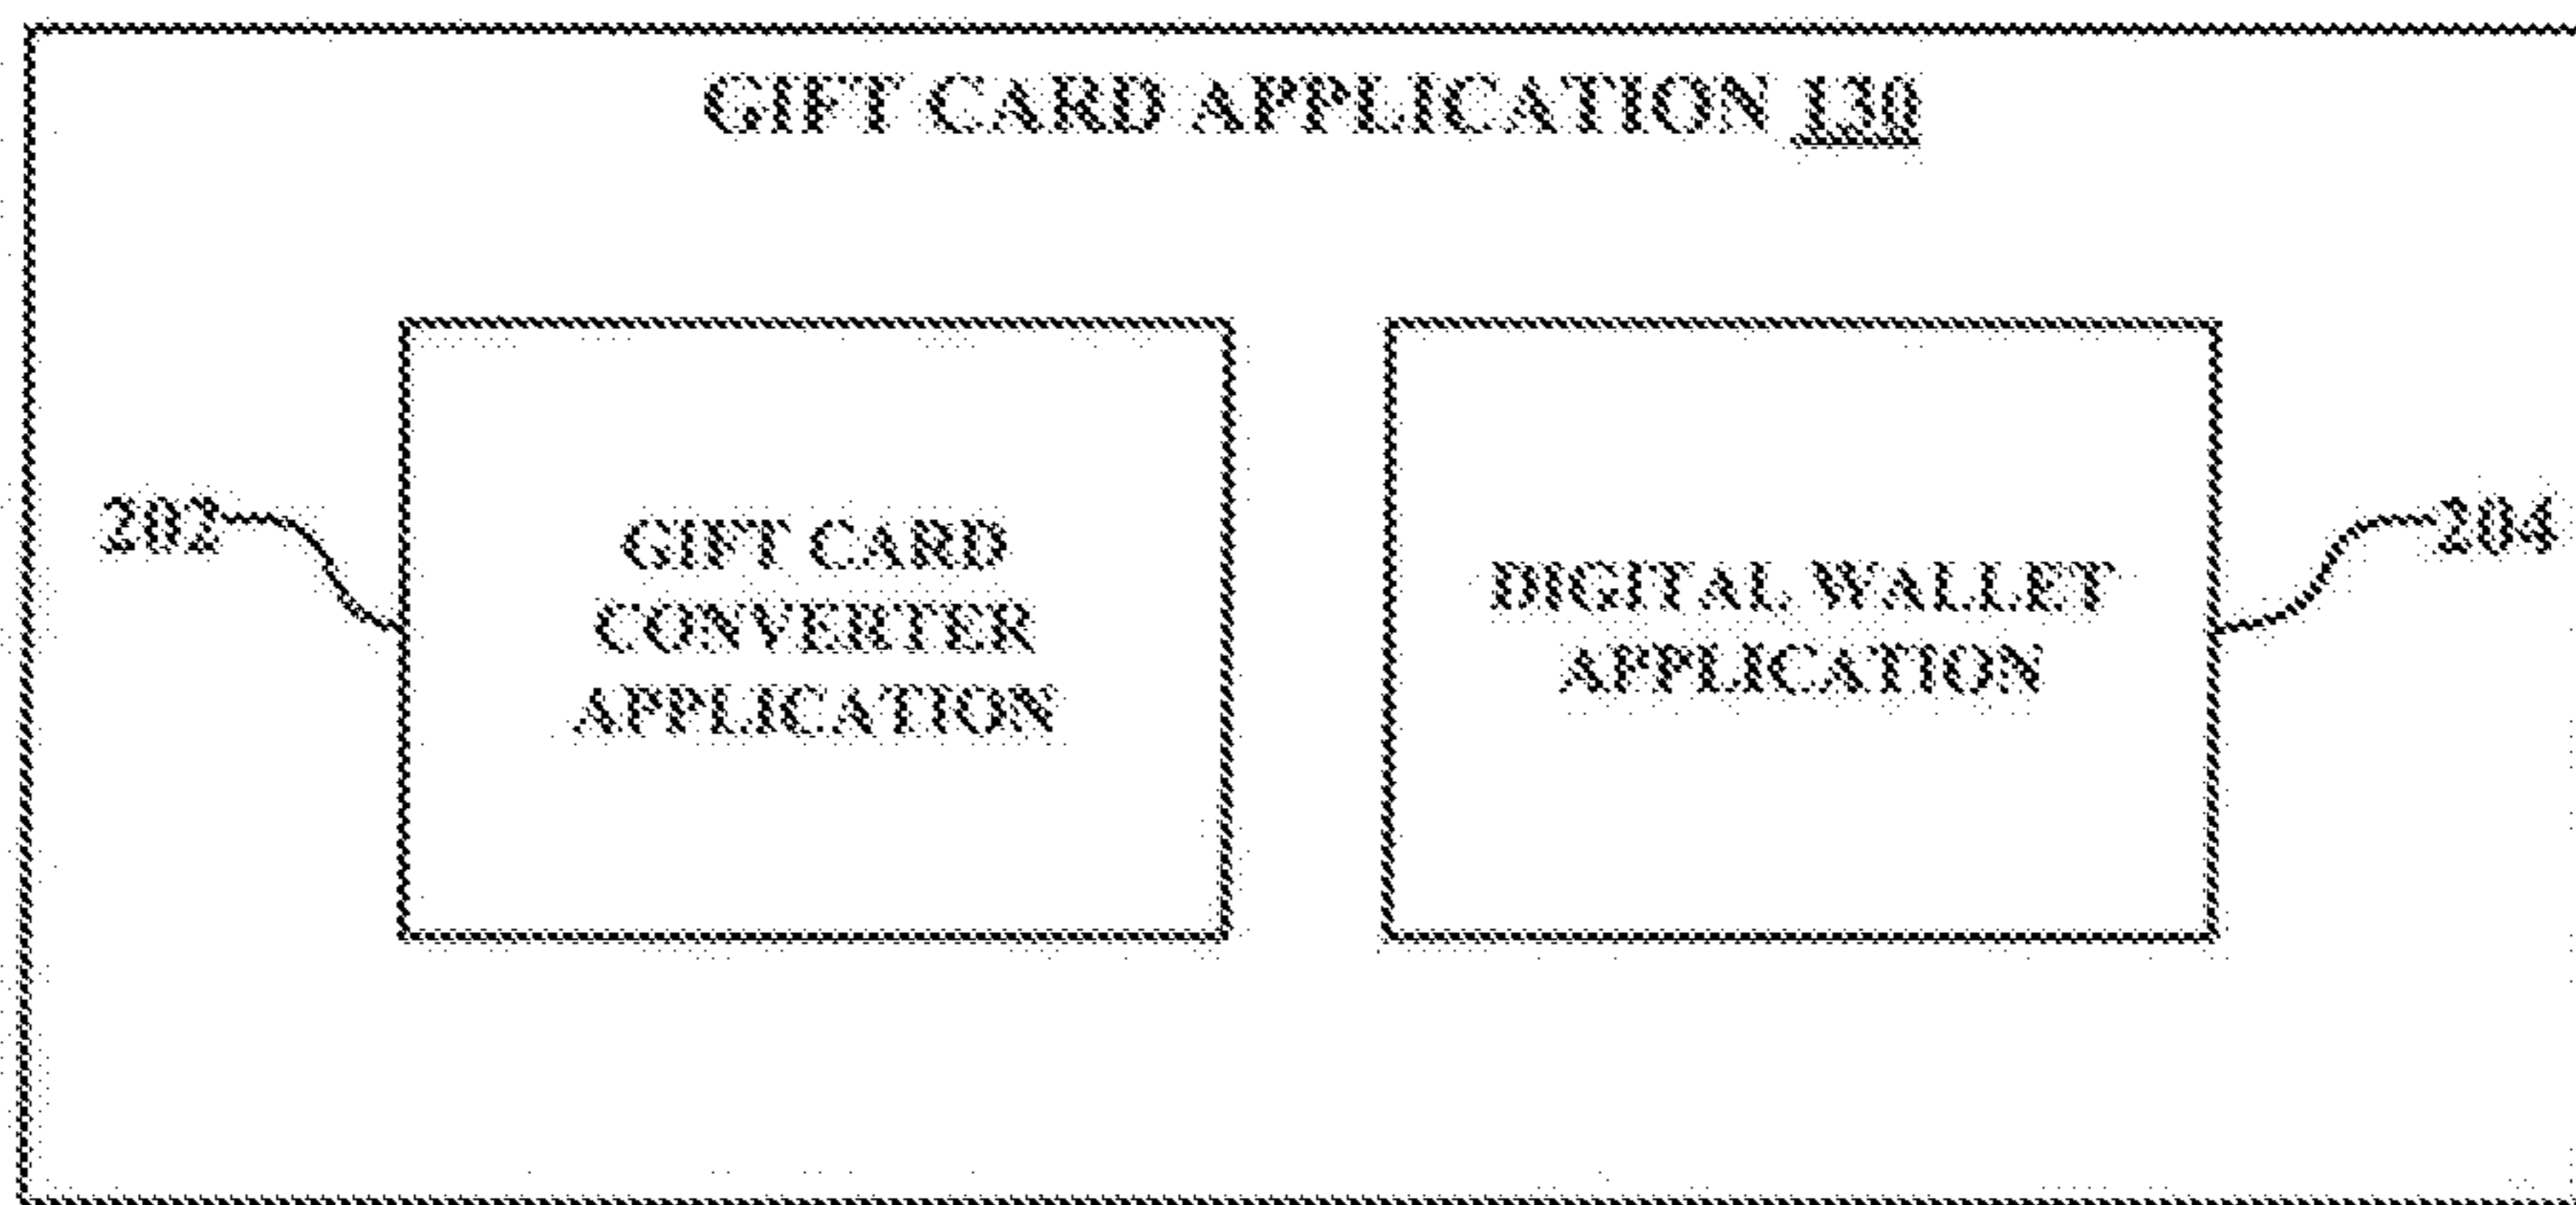 GIFT CARD APPLICATION 130
202
GIFT CARD
CONVERTER
APPLICATION
DIGITAL WALLET
APPLICATION
204